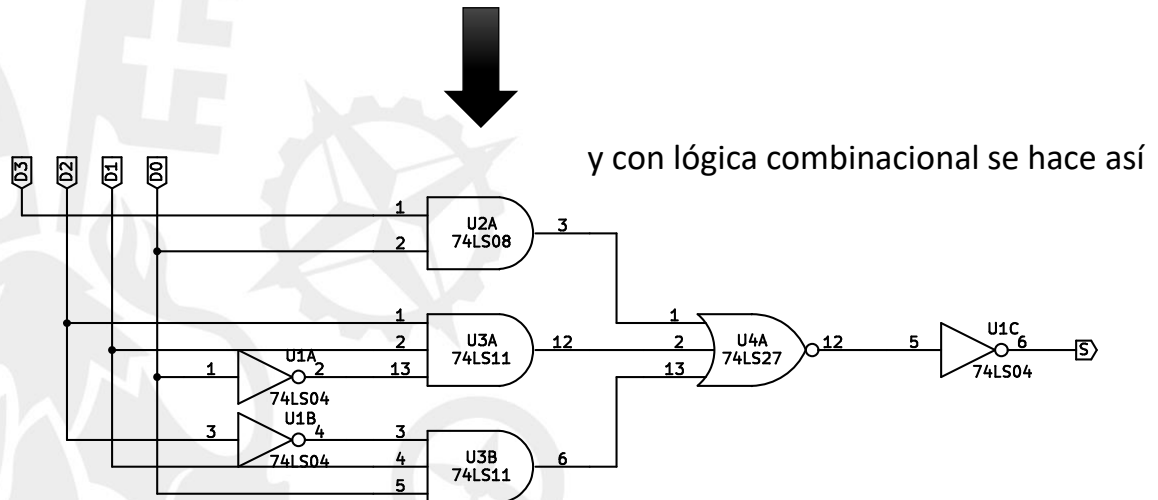 y con lógica combinacional se hace así
D3 D2 D1 D0
1
U2A
74LS08
3
2
1
U3A
74LS11
2
12
13
1
U1A
2
74LS04
3
U1B
4
74LS04
3
U3B
74LS11
4
6
5
1
U4A
74LS27
2
12
13
5
U1C
6
74LS04
S